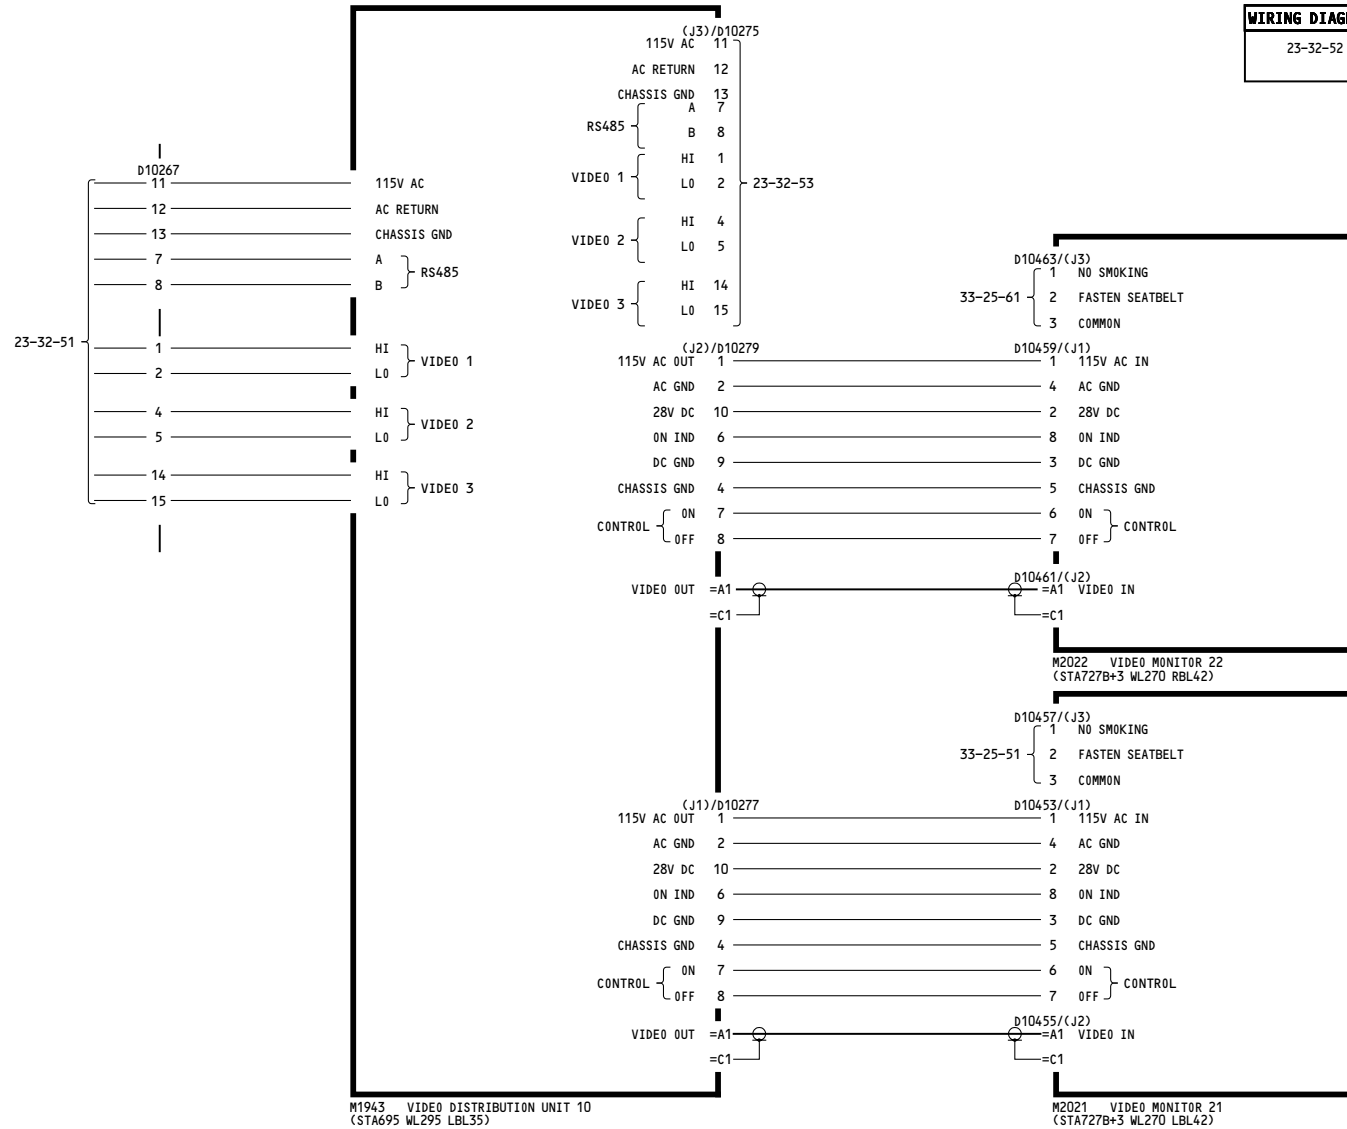 WIRING DIAG
23-32-52
(J3)/D10275
115V AC 11
AC RETURN 12
CHASSIS GND 13
RS485 A 7
B 8
VIDEO 1 HI 1
LO 2
23-32-53
VIDEO 2 HI 4
LO 5
VIDEO 3 HI 14
LO 15
D10267
11 115V AC
12 AC RETURN
13 CHASSIS GND
7 A
8 B
RS485
23-32-51
1 HI
2 LO
VIDEO 1
4 HI
5 LO
VIDEO 2
14 HI
15 LO
VIDEO 3
D10463/(J3)
1 NO SMOKING
33-25-61 2 FASTEN SEATBELT
3 COMMON
(J2)/D10279 D10459/(J1)
115V AC OUT 1 1 115V AC IN
AC GND 2 4 AC GND
28V DC 10 2 28V DC
ON IND 6 8 ON IND
DC GND 9 3 DC GND
CHASSIS GND 4 5 CHASSIS GND
ON 7 6 ON
CONTROL CONTROL
OFF 8 7 OFF
D10461/(J2)
VIDEO OUT =A1 =A1 VIDEO IN
=C1 =C1
M2022 VIDEO MONITOR 22
(STA727B+3 WL270 RBL42)
D10457/(J3)
1 NO SMOKING
33-25-51 2 FASTEN SEATBELT
3 COMMON
(J1)/D10277 D10453/(J1)
115V AC OUT 1 1 115V AC IN
AC GND 2 4 AC GND
28V DC 10 2 28V DC
ON IND 6 8 ON IND
DC GND 9 3 DC GND
CHASSIS GND 4 5 CHASSIS GND
ON 7 6 ON
CONTROL CONTROL
OFF 8 7 OFF
D10455/(J2)
VIDEO OUT =A1 =A1 VIDEO IN
=C1 =C1
M1943 VIDEO DISTRIBUTION UNIT 10
(STA695 WL295 LBL35)
M2021 VIDEO MONITOR 21
(STA727B+3 WL270 LBL42)